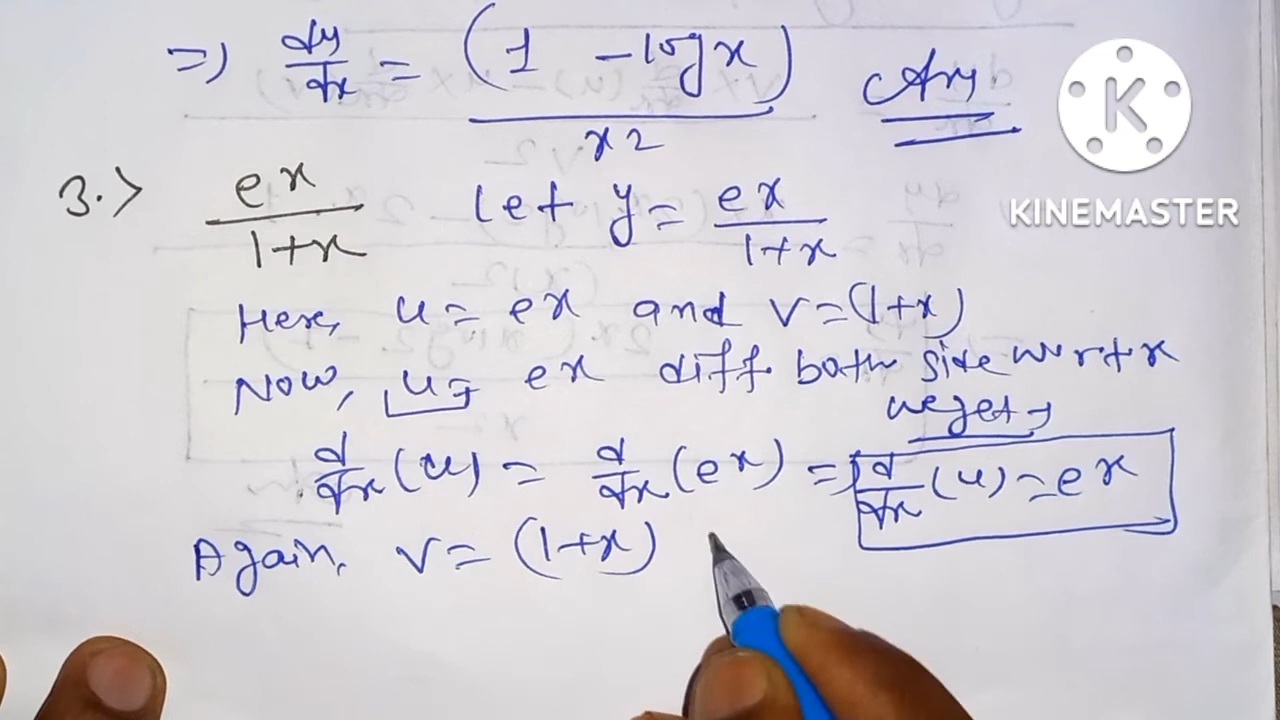 => dy/dx = (1 - log x)/x2 Ans
KINEMASTER
3.> ex/1+x let y = ex/1+x
Here, u = ex and v = (1+x)
Now, u = ex diff. both side w r t x
we get,
d/dx (u) = d/dx (ex) => d/dx (u) = ex
Again, v = (1+x)